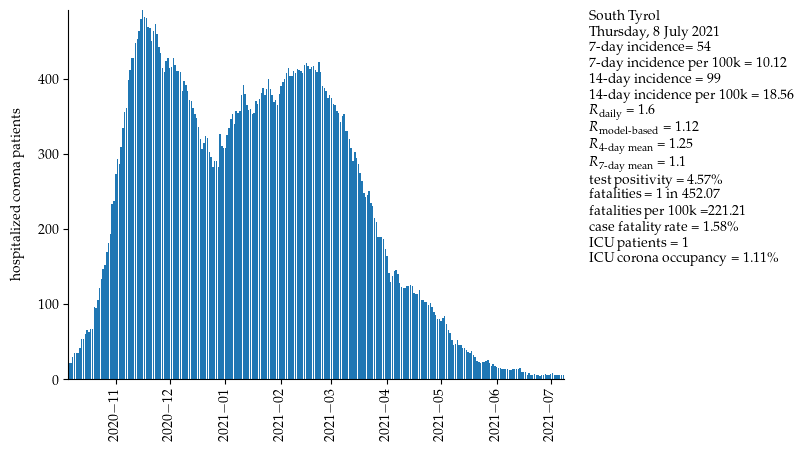 South Tyrol
Thursday, 8 July 2021
7-day incidence= 54
7-day incidence per 100k = 10.12
14-day incidence = 99
14-day incidence per 100k = 18.56
R daily = 1.6
R model-based = 1.12
R 4-day mean = 1.25
R 7-day mean = 1.1
test positivity = 4.57%
fatalities = 1 in 452.07
fatalities per 100k =221.21
case fatality rate = 1.58%
ICU patients = 1
ICU corona occupancy = 1.11%
hospitalized corona patients
400
300
200
100
0
2020−11
2020−12
2021−01
2021−02
2021−03
2021−04
2021−05
2021−06
2021−07